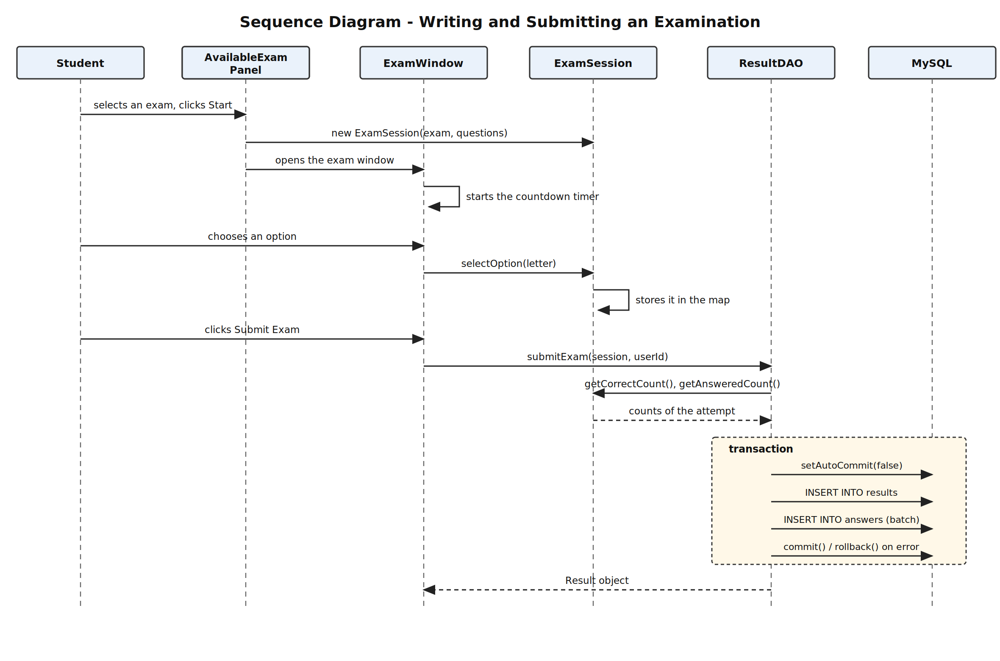 Sequence Diagram - Writing and Submitting an Examination
Student
AvailableExam
Panel
ExamWindow
ExamSession
ResultDAO
MySQL
selects an exam, clicks Start
new ExamSession(exam, questions)
opens the exam window
starts the countdown timer
chooses an option
selectOption(letter)
stores it in the map
clicks Submit Exam
submitExam(session, userId)
getCorrectCount(), getAnsweredCount()
counts of the attempt
transaction
setAutoCommit(false)
INSERT INTO results
INSERT INTO answers (batch)
commit() / rollback() on error
Result object